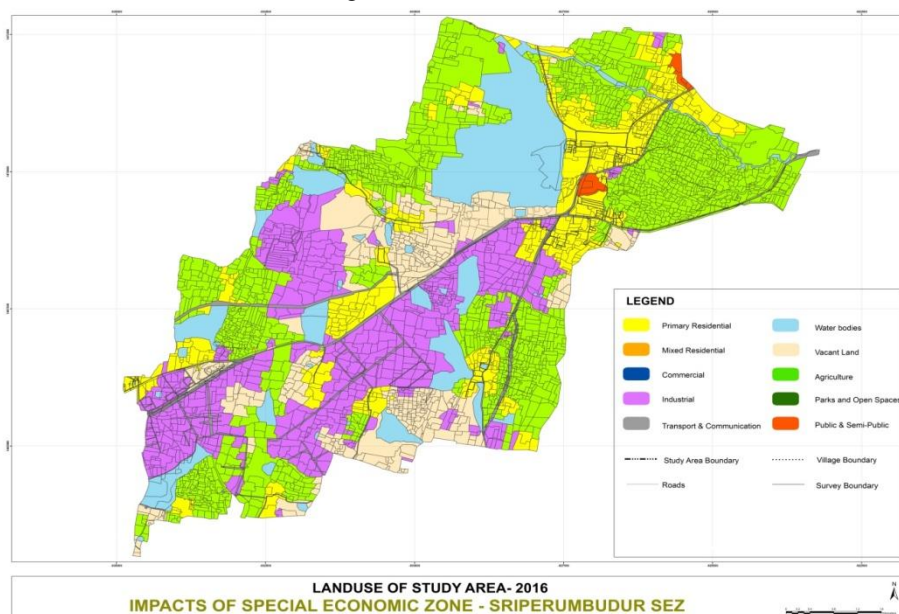 LEGEND
Primary Residential
Mixed Residential
Commercial
Industrial
Transport & Communication
Water bodies
Vacant Land
Agriculture
Parks and Open Spaces
Public & Semi-Public
Study Area Boundary
Village Boundary
Roads
Survey Boundary
LANDUSE OF STUDY AREA- 2016
IMPACTS OF SPECIAL ECONOMIC ZONE - SRIPERUMBUDUR SEZ
N